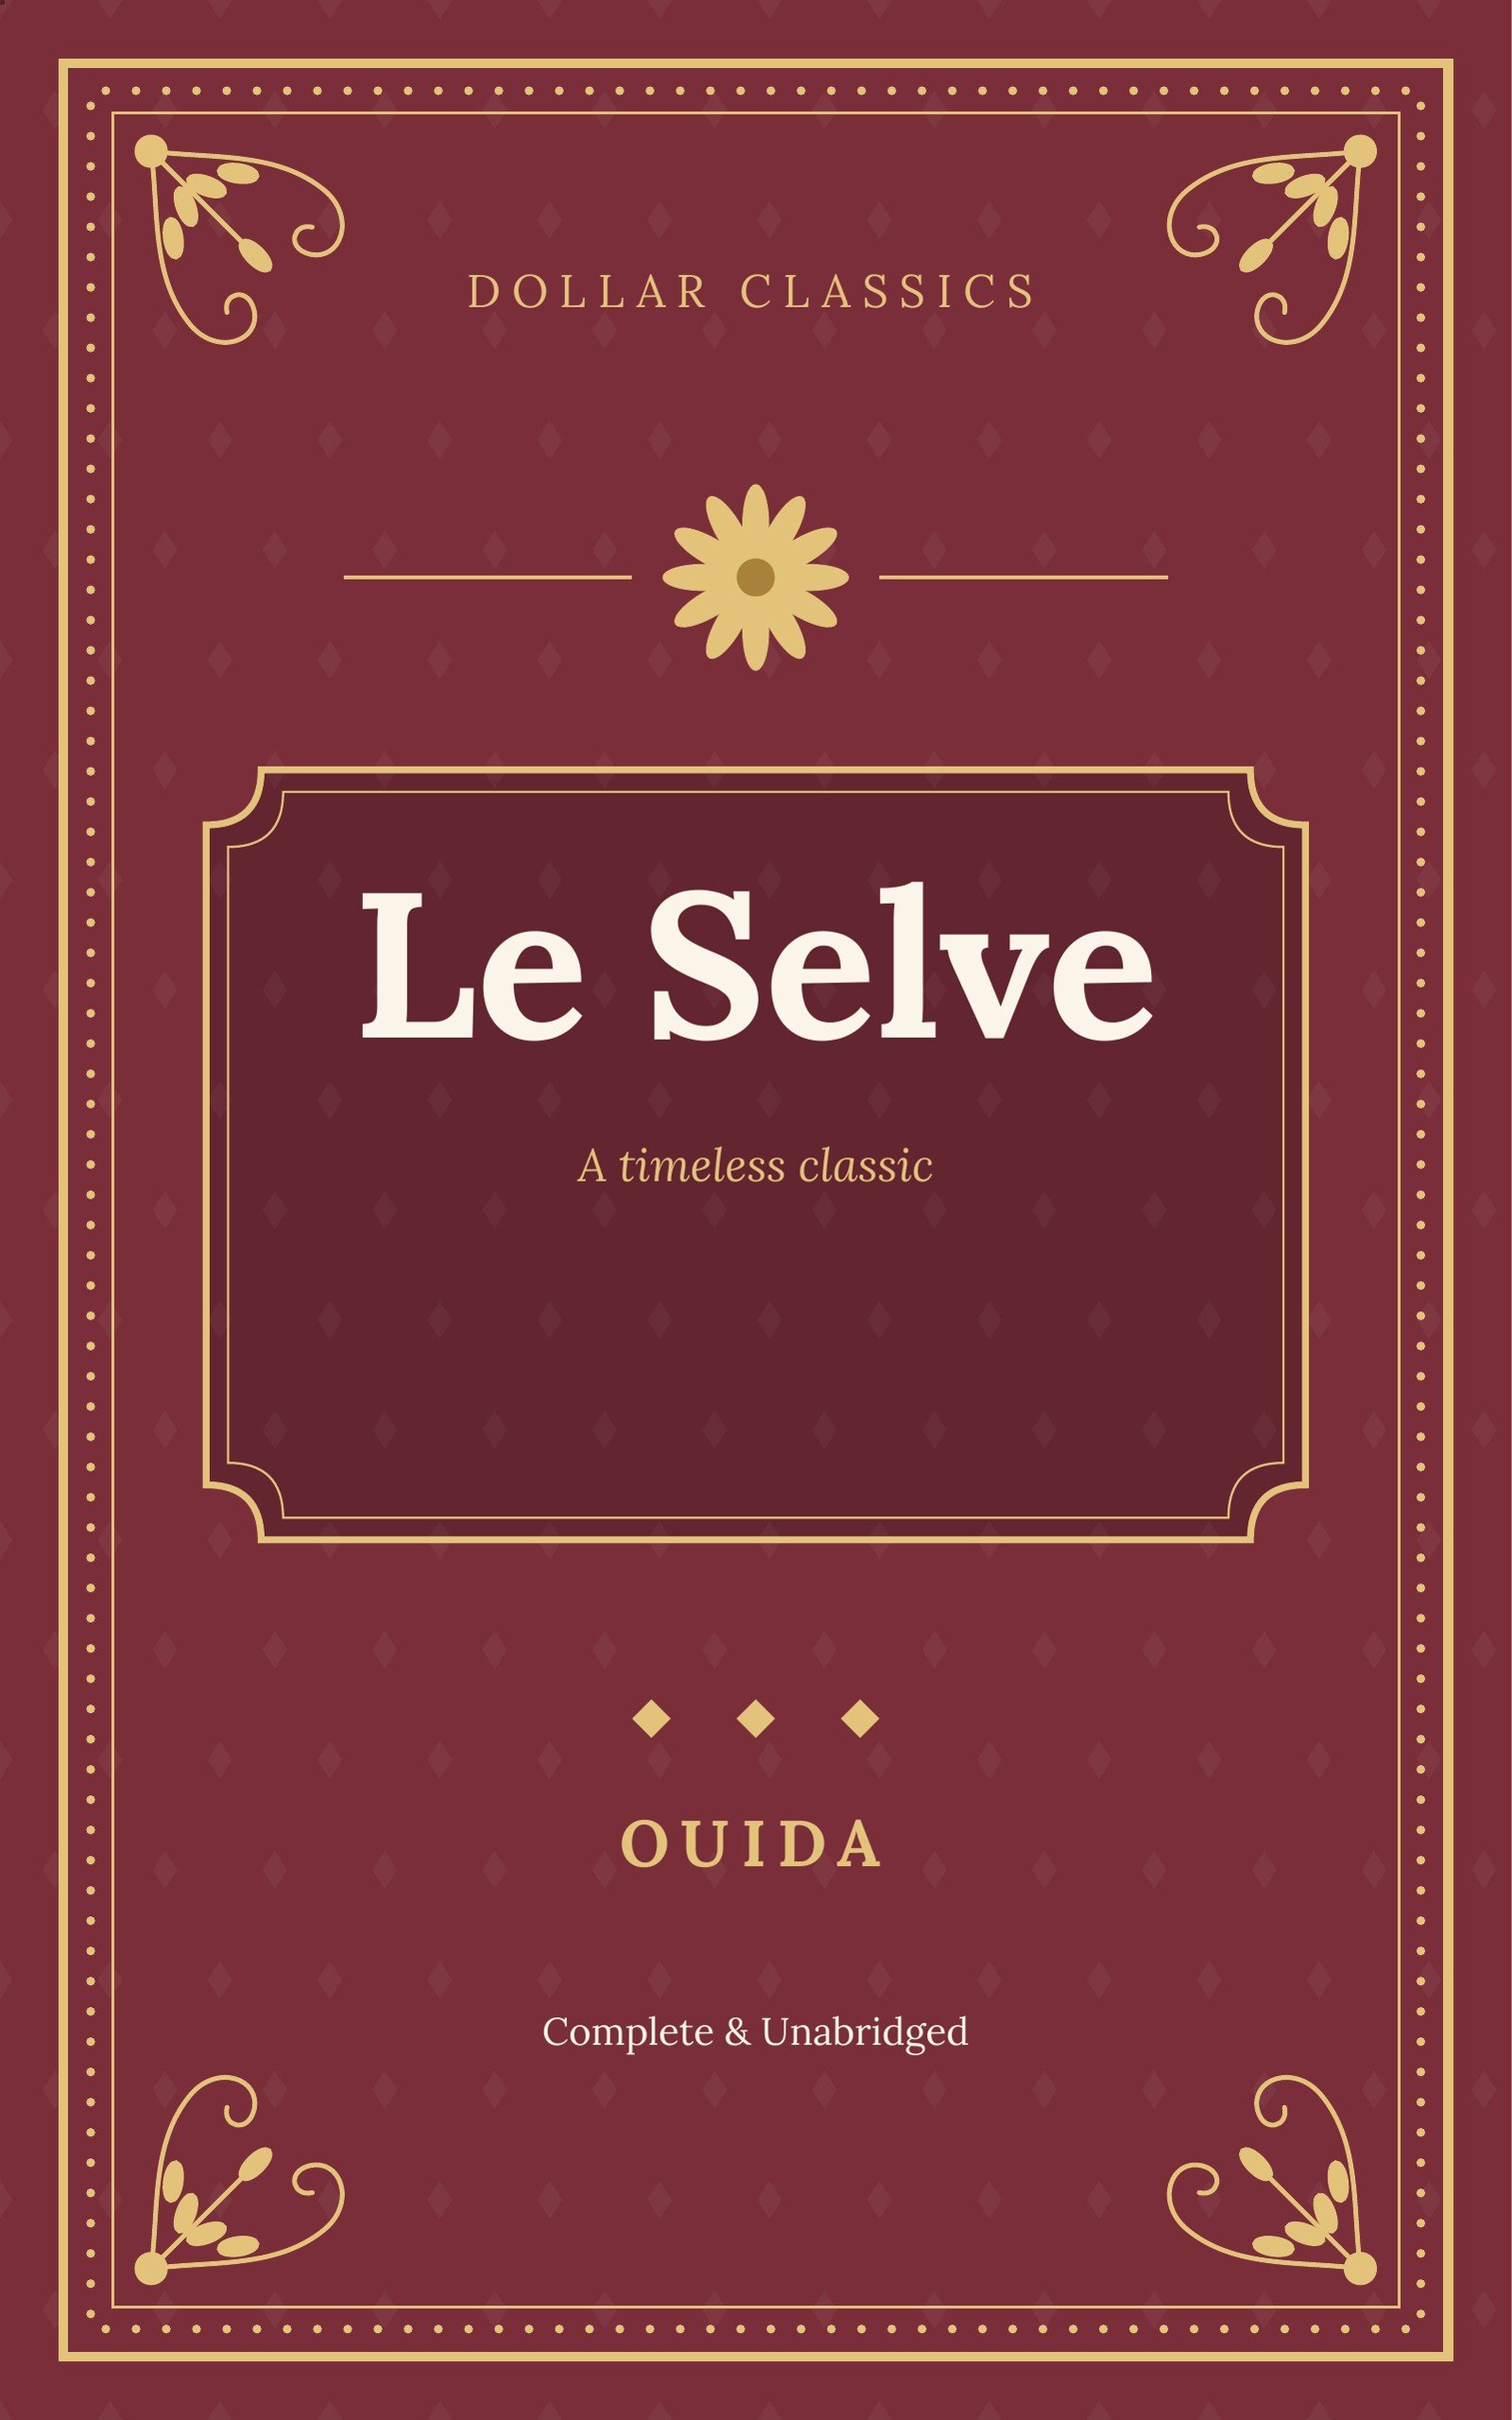 DOLLAR CLASSICS
Le Selve
A timeless classic
OUIDA
Complete & Unabridged